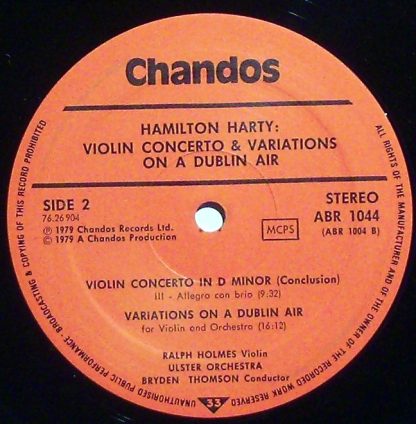 Chandos
HAMILTON HARTY:
VIOLIN CONCERTO & VARIATIONS
ON A DUBLIN AIR
SIDE 2
76.26904
℗ 1979 Chandos Records Ltd.
© 1979 A Chandos Production
MCPS
STEREO
ABR 1044
(ABR 1004 B)
VIOLIN CONCERTO IN D MINOR (Conclusion)
III - Allegro con brio (9:32)
VARIATIONS ON A DUBLIN AIR
for Violin and Orchestra (16:12)
RALPH HOLMES Violin
ULSTER ORCHESTRA
BRYDEN THOMSON Conductor
33
ALL RIGHTS OF THE MANUFACTURER AND OF THE OWNER OF THE RECORDED WORK RESERVED
UNAUTHORISED PUBLIC PERFORMANCE BROADCASTING & COPYING OF THIS RECORD PROHIBITED